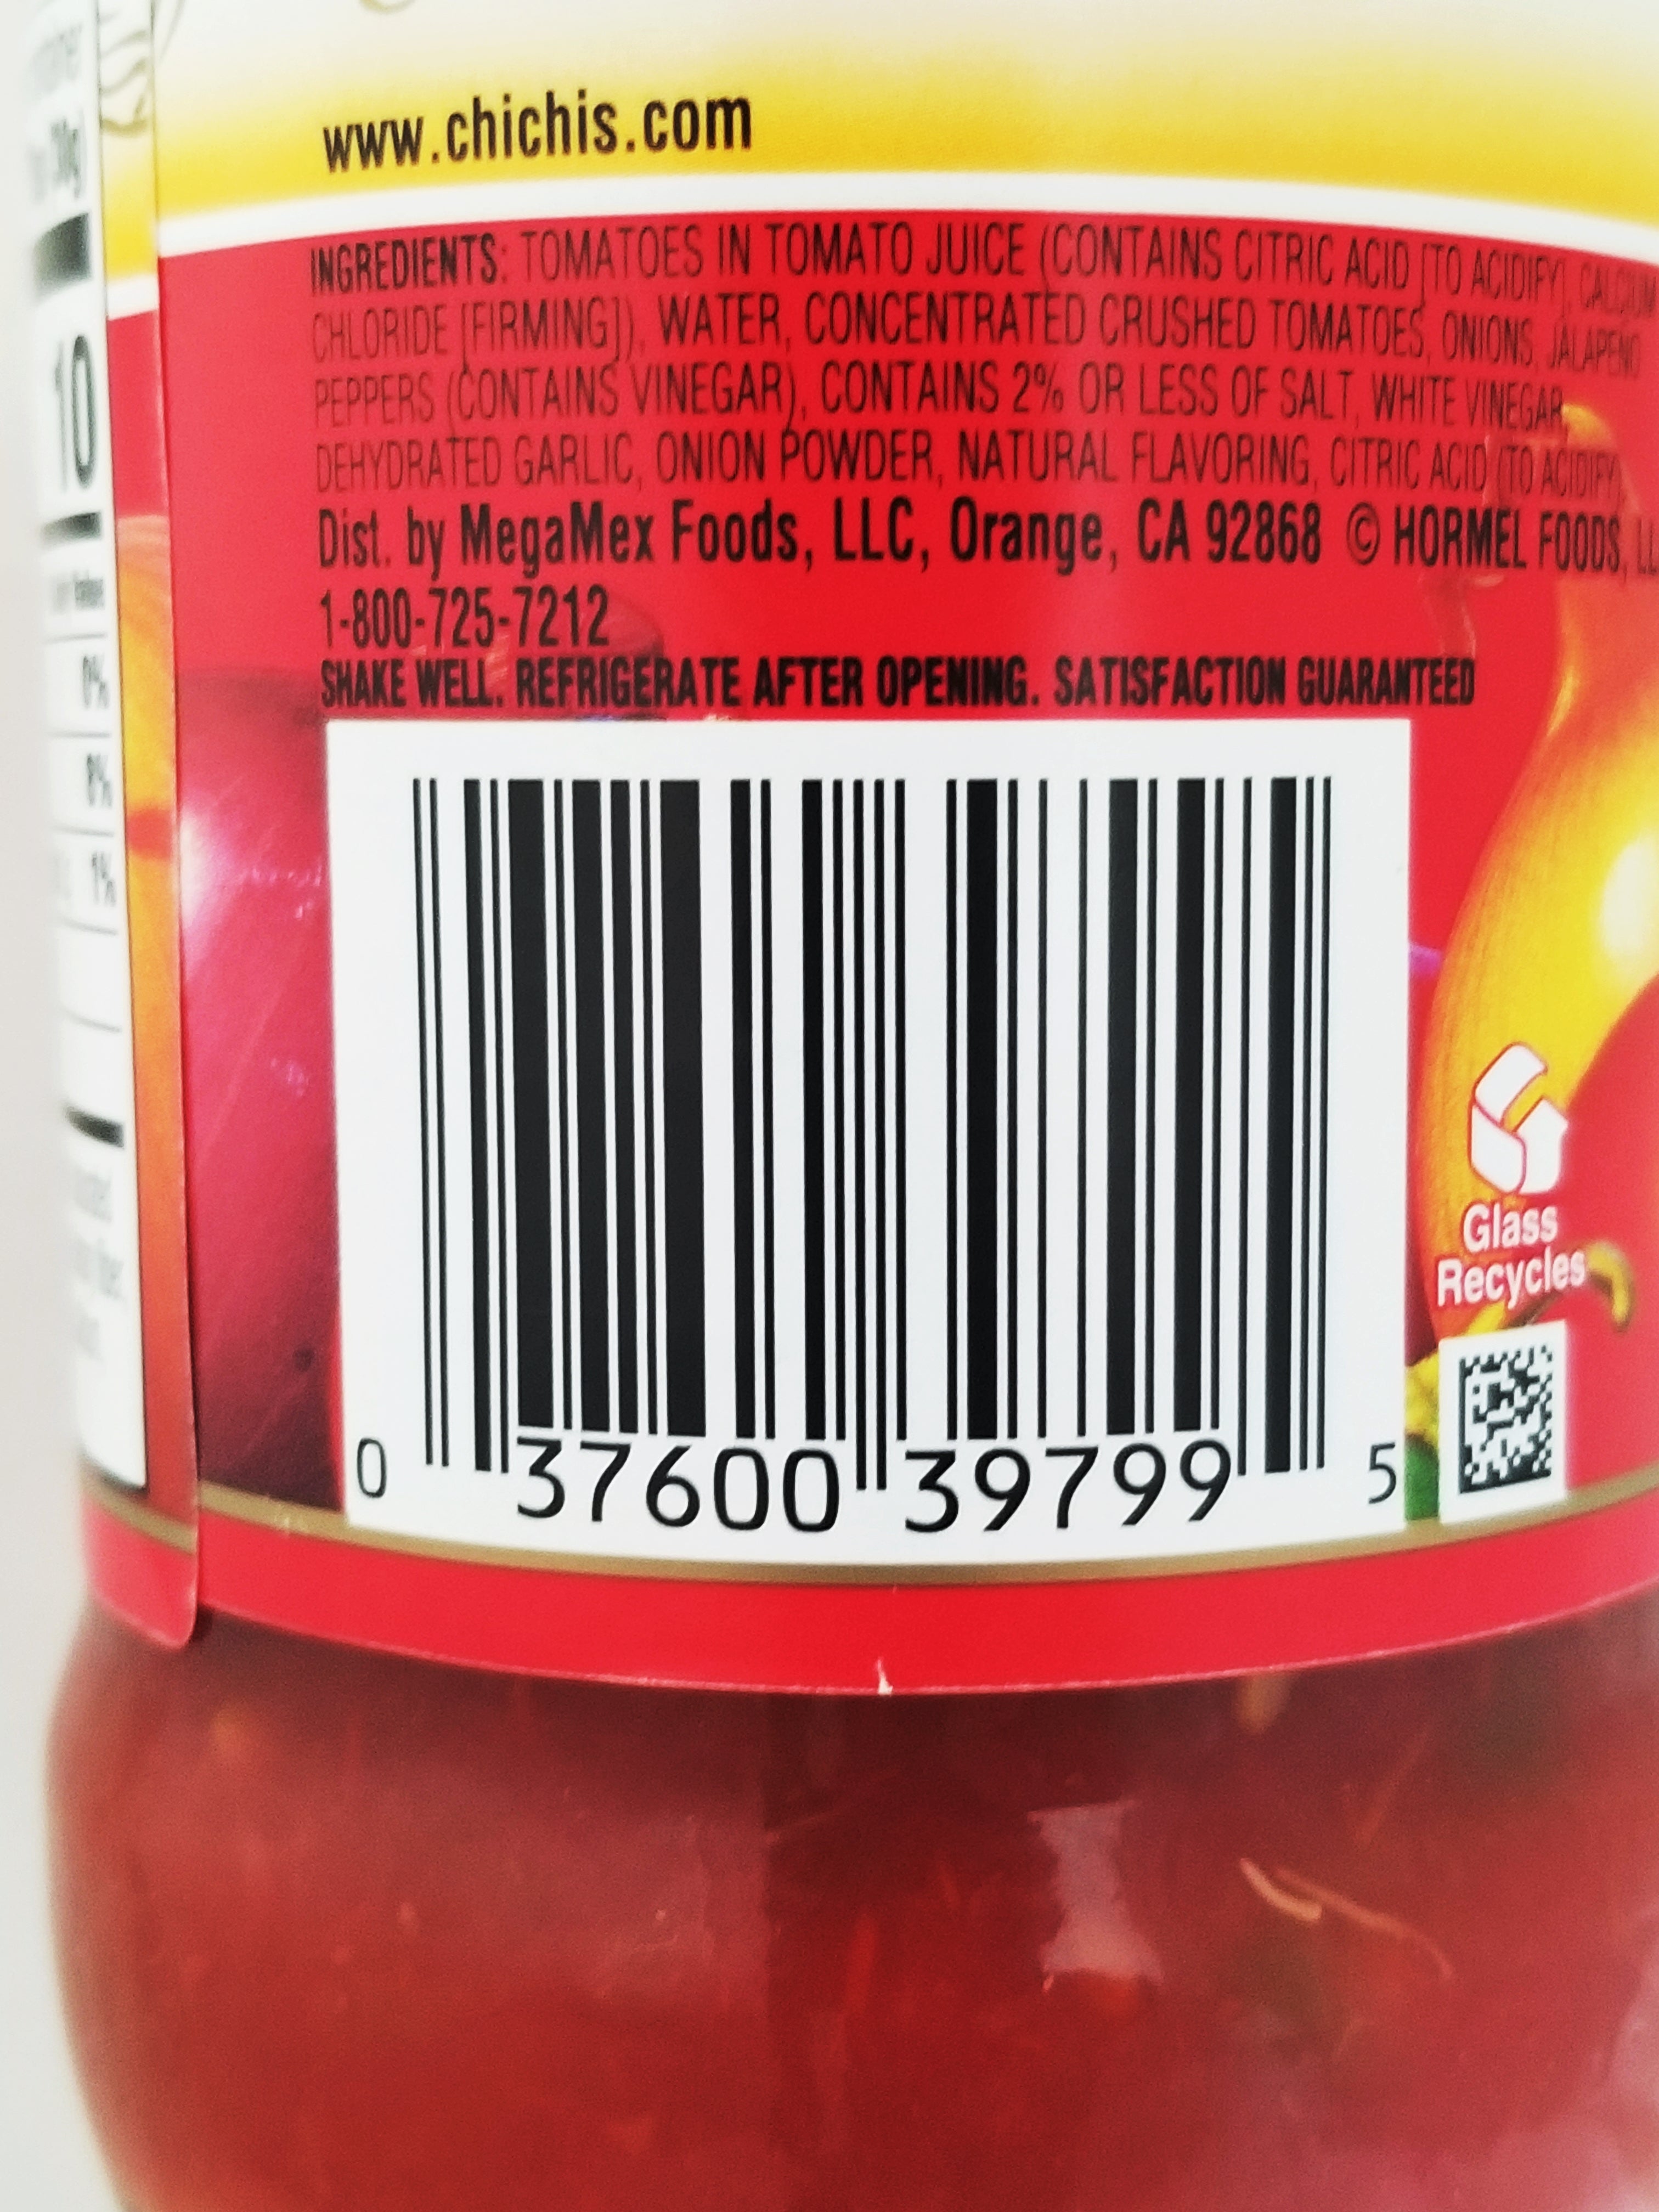 www.chichis.com
INGREDIENTS: TOMATOES IN TOMATO JUICE (CONTAINS CITRIC ACID [TO ACIDIFY], CALCIUM
CHLORIDE [FIRMING]), WATER, CONCENTRATED CRUSHED TOMATOES, ONIONS, JALAPENO
PEPPERS (CONTAINS VINEGAR), CONTAINS 2% OR LESS OF SALT, WHITE VINEGAR,
DEHYDRATED GARLIC, ONION POWDER, NATURAL FLAVORING, CITRIC ACID (TO ACIDIFY)
Dist. by MegaMex Foods, LLC, Orange, CA 92868 © HORMEL FOODS,
1-800-725-7212
SHAKE WELL. REFRIGERATE AFTER OPENING. SATISFACTION GUARANTEED
10
0%
8%
1%
Glass
Recycles
0 37600 39799 5